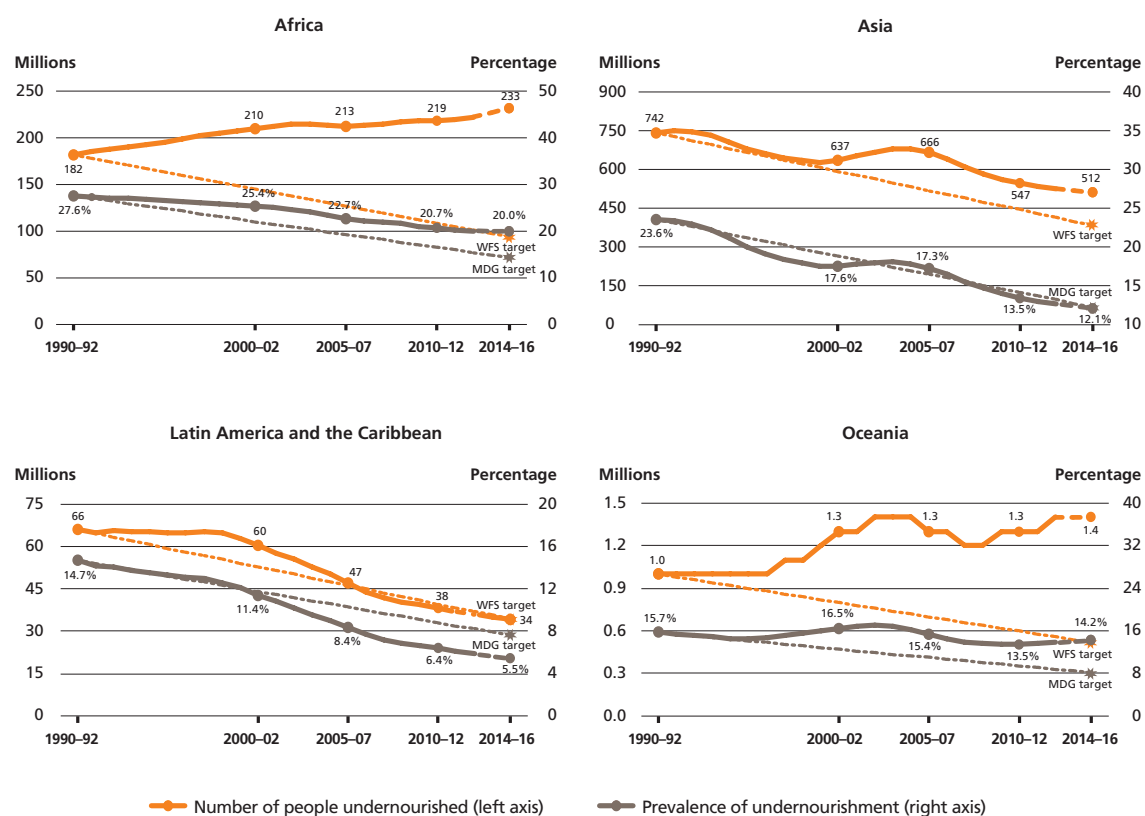 Africa
Millions Percentage
250 50
200 40
150 30
100 20
50 10
0 0
182 210 213 219 233
27.6% 25.4% 22.7% 20.7% 20.0%
WFS target
MDG target
1990–92 2000–02 2005–07 2010–12 2014–16
Asia
Millions Percentage
900 40
750 35
600 30
450 25
300 20
150 15
0 10
742 637 666 547 512
23.6% 17.6% 17.3% 13.5% 12.1%
WFS target
MDG target
1990–92 2000–02 2005–07 2010–12 2014–16
Latin America and the Caribbean
Millions Percentage
75 20
60 16
45 12
30 8
15 4
0 0
66 60 47 38 34
14.7% 11.4% 8.4% 6.4% 5.5%
WFS target
MDG target
1990–92 2000–02 2005–07 2010–12 2014–16
Oceania
Millions Percentage
1.5 40
1.2 32
0.9 24
0.6 16
0.3 8
0.0 0
1.0 1.3 1.3 1.3 1.4
15.7% 16.5% 15.4% 13.5% 14.2%
WFS target
MDG target
1990–92 2000–02 2005–07 2010–12 2014–16
Number of people undernourished (left axis) Prevalence of undernourishment (right axis)